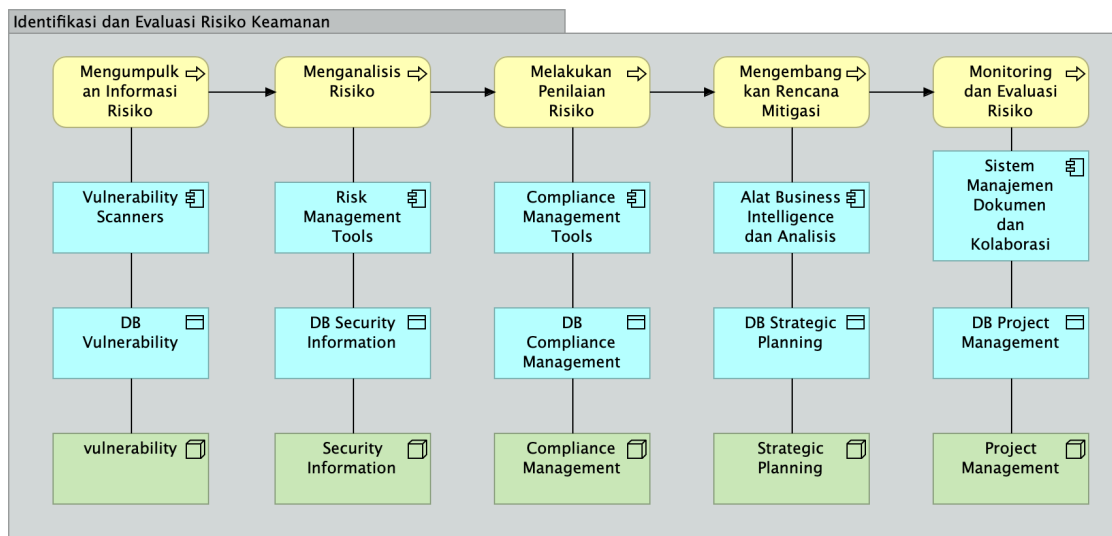 Identifikasi dan Evaluasi Risiko Keamanan
Mengumpulk
an Informasi
Risiko
Menganalisis
Risiko
Melakukan
Penilaian
Risiko
Mengembang
kan Rencana
Mitigasi
Monitoring
dan Evaluasi
Risiko
Vulnerability
Scanners
Risk
Management
Tools
Compliance
Management
Tools
Alat Business
Intelligence
dan Analisis
Sistem
Manajemen
Dokumen
dan
Kolaborasi
DB
Vulnerability
DB Security
Information
DB
Compliance
Management
DB Strategic
Planning
DB Project
Management
vulnerability
Security
Information
Compliance
Management
Strategic
Planning
Project
Management